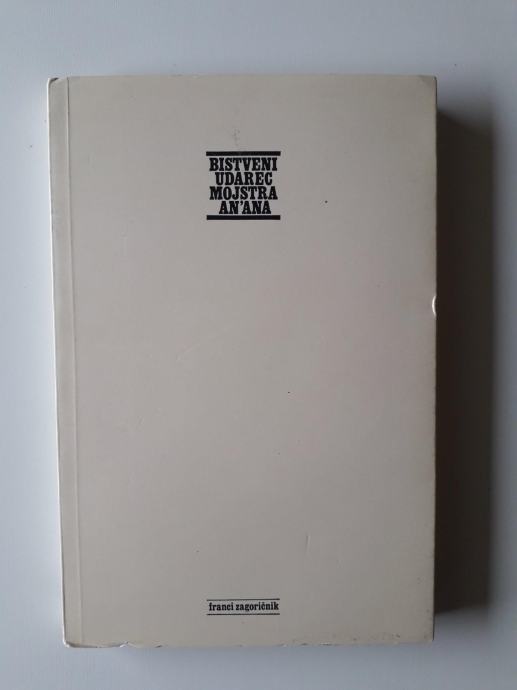 BISTVENI
UDAREC
MOJSTRA
AN'ANA
franci zagoričnik